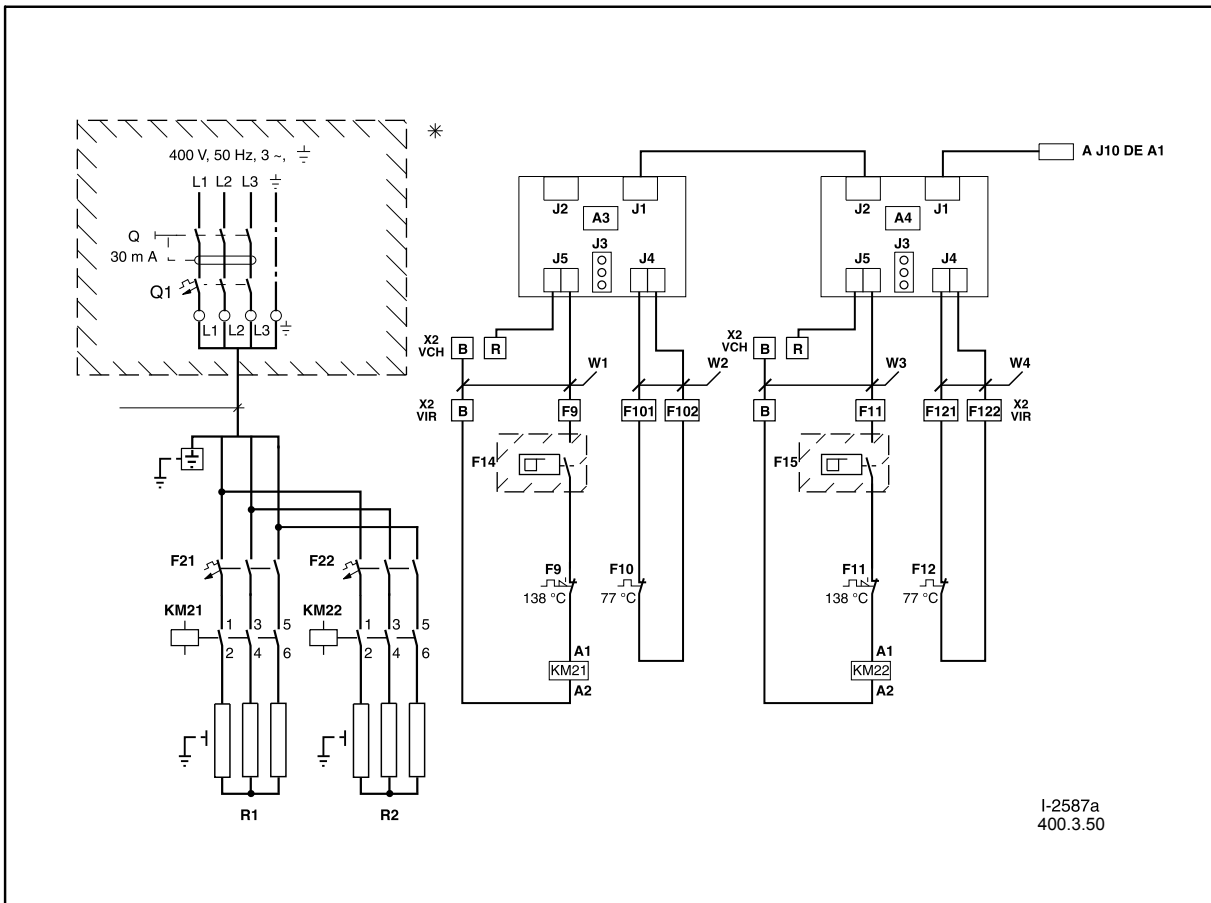 400 V, 50 Hz, 3 ~,
L1 L2 L3
Q
30 m A
Q1
L1 L2 L3
A J10 DE A1
J2 A3 J1
J3
J5 J4
J2 A4 J1
J3
J5 J4
X2
VCH
B R
X2
VCH
B R
W1
W2
W3
W4
X2
VIR
B F9 F101 F102
B F11 F121 F122
X2
VIR
F14
F15
F21
F22
F9
138 °C
F10
77 °C
F11
138 °C
F12
77 °C
KM21
1 3 5
2 4 6
KM22
1 3 5
2 4 6
A1
KM21
A2
A1
KM22
A2
R1
R2
I-2587a
400.3.50